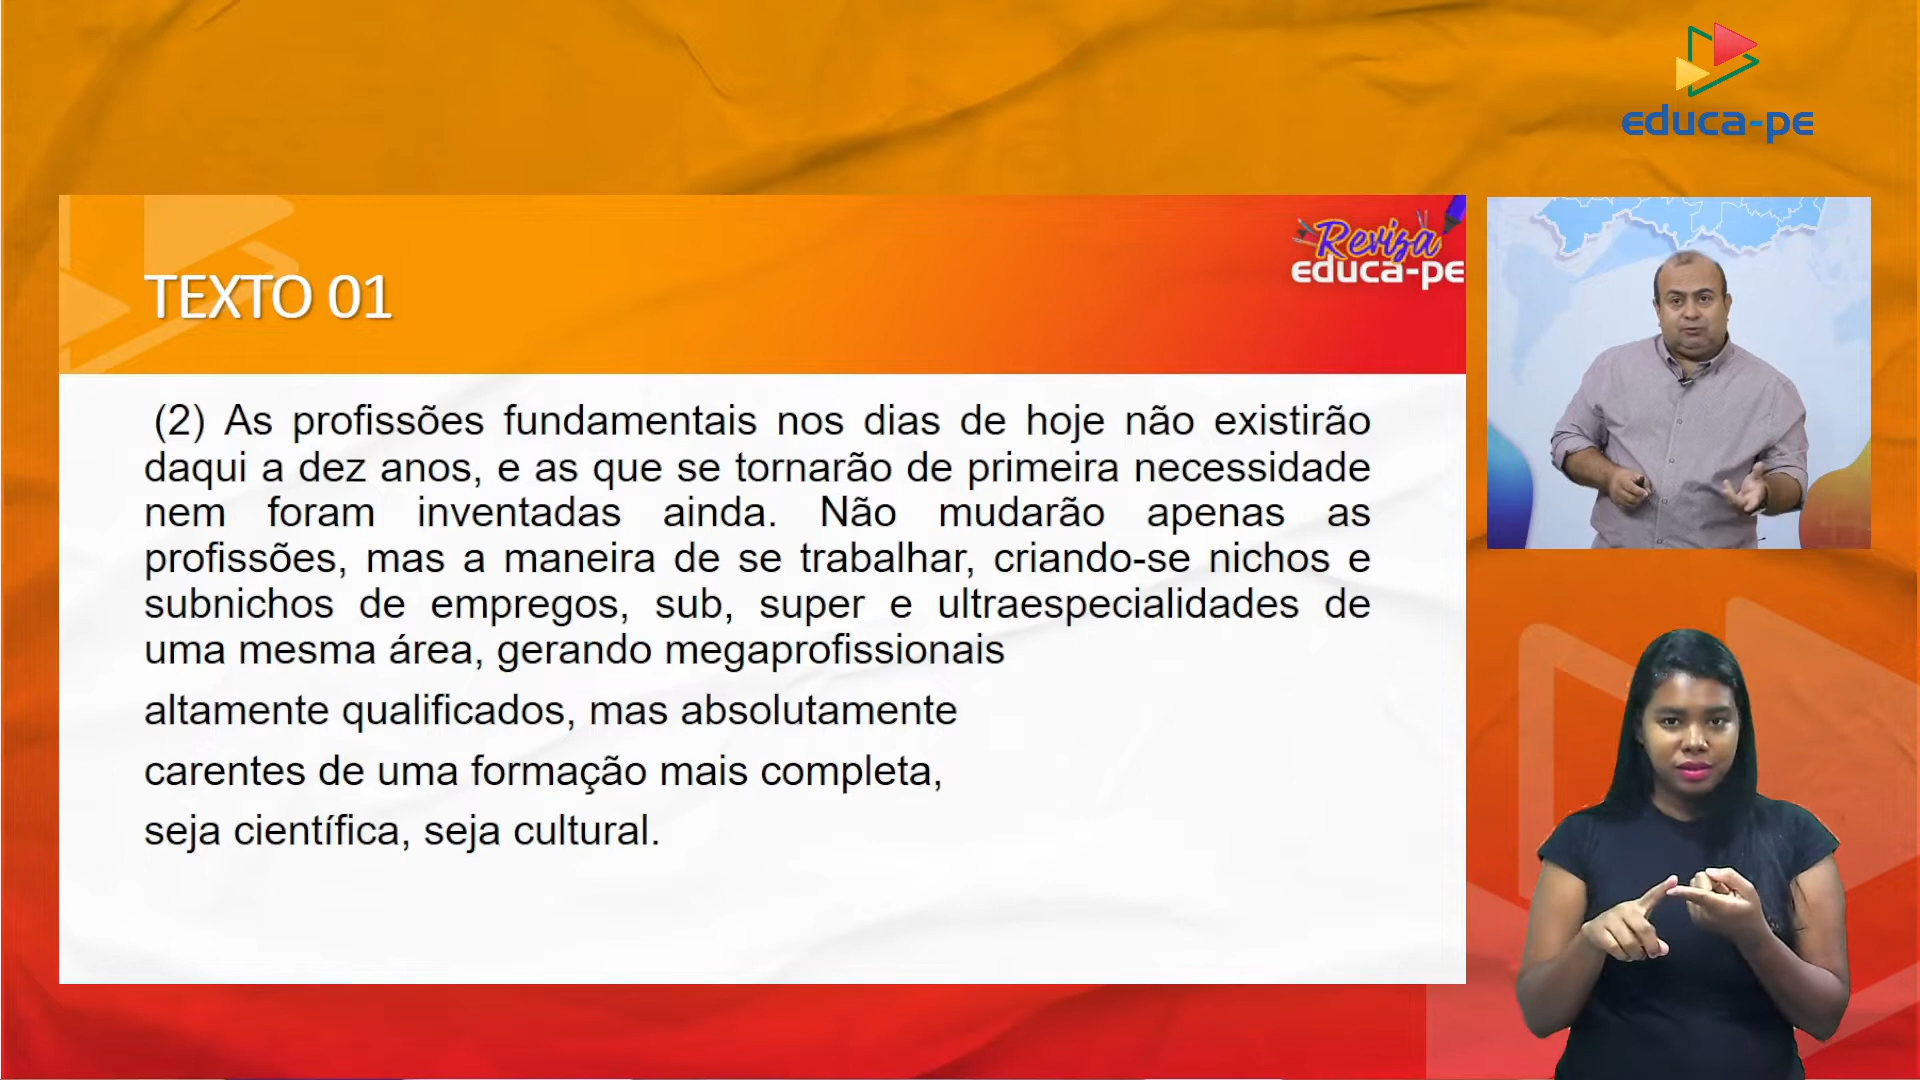 educa-pe
Reviza
educa-pe
TEXTO 01
(2) As profissões fundamentais nos dias de hoje não existirão
daqui a dez anos, e as que se tornarão de primeira necessidade
nem foram inventadas ainda. Não mudarão apenas as
profissões, mas a maneira de se trabalhar, criando-se nichos e
subnichos de empregos, sub, super e ultraespecialidades de
uma mesma área, gerando megaprofissionais
altamente qualificados, mas absolutamente
carentes de uma formação mais completa,
seja científica, seja cultural.